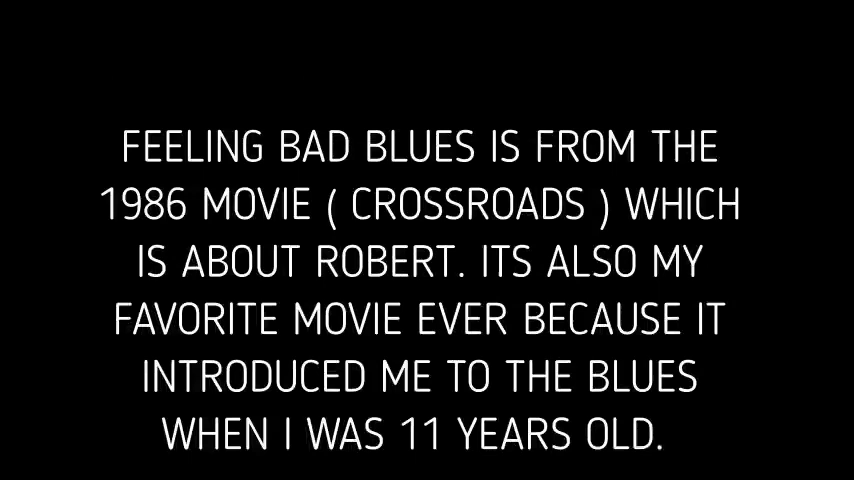 FEELING BAD BLUES IS FROM THE
1986 MOVIE ( CROSSROADS ) WHICH
IS ABOUT ROBERT. ITS ALSO MY
FAVORITE MOVIE EVER BECAUSE IT
INTRODUCED ME TO THE BLUES
WHEN I WAS 11 YEARS OLD.